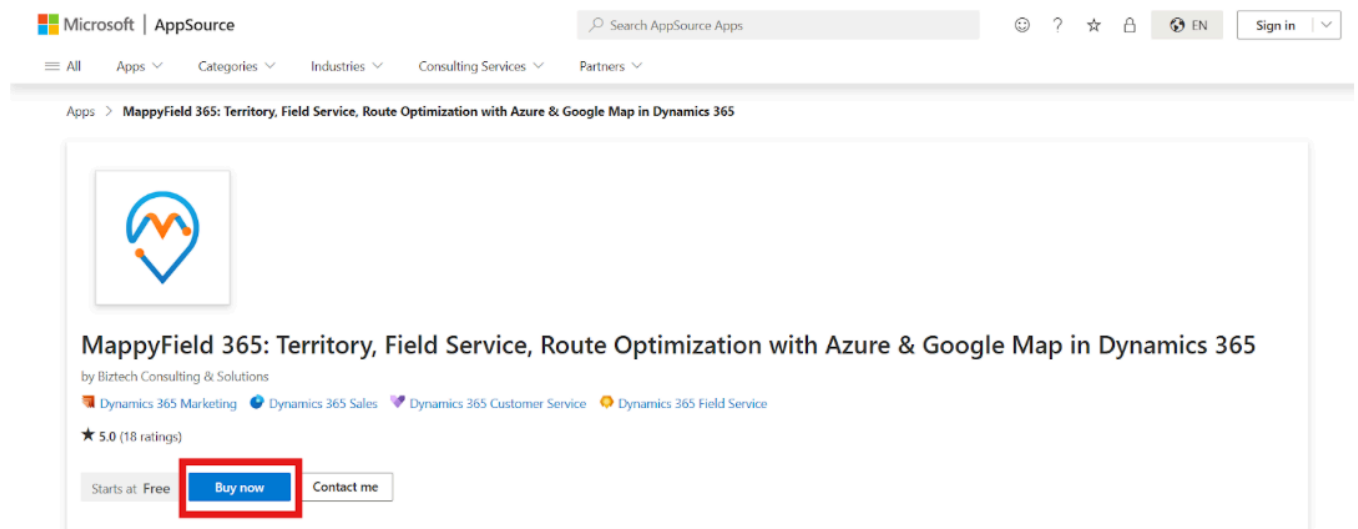 Microsoft | AppSource Search AppSource Apps ? EN Sign in
All Apps Categories Industries Consulting Services Partners
Apps > MappyField 365: Territory, Field Service, Route Optimization with Azure & Google Map in Dynamics 365
MappyField 365: Territory, Field Service, Route Optimization with Azure & Google Map in Dynamics 365
by Biztech Consulting & Solutions
Dynamics 365 Marketing Dynamics 365 Sales Dynamics 365 Customer Service Dynamics 365 Field Service
★ 5.0 (18 ratings)
Starts at Free Buy now Contact me